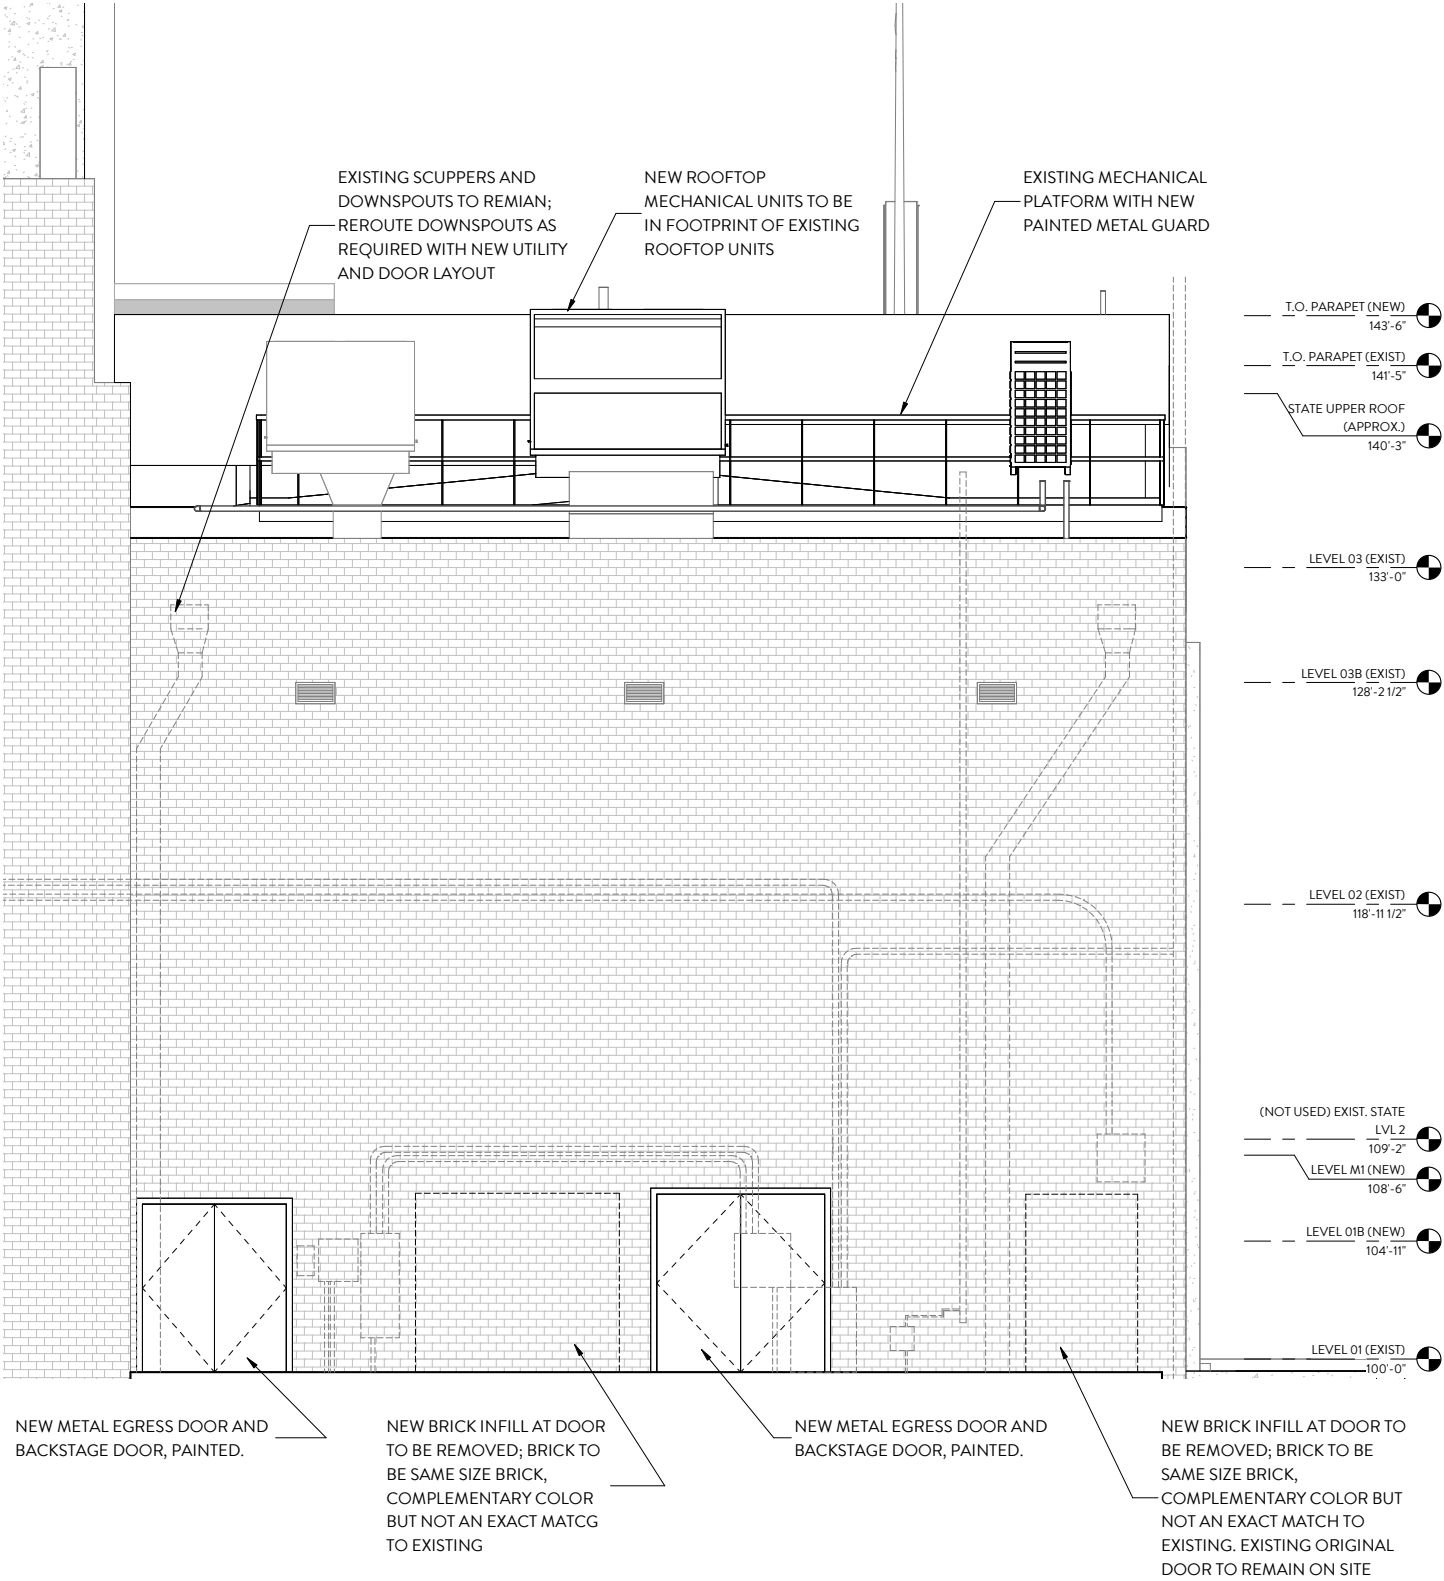 EXISTING SCUPPERS AND
DOWNSPOUTS TO REMIAN;
REROUTE DOWNSPOUTS AS
REQUIRED WITH NEW UTILITY
AND DOOR LAYOUT
NEW ROOFTOP
MECHANICAL UNITS TO BE
IN FOOTPRINT OF EXISTING
ROOFTOP UNITS
EXISTING MECHANICAL
PLATFORM WITH NEW
PAINTED METAL GUARD
T.O. PARAPET (NEW)
143'-6"
T.O. PARAPET (EXIST)
141'-5"
STATE UPPER ROOF
(APPROX.)
140'-3"
LEVEL 03 (EXIST)
133'-0"
LEVEL 03B (EXIST)
128'-2 1/2"
LEVEL 02 (EXIST)
118'-11 1/2"
(NOT USED) EXIST. STATE
LVL 2
109'-2"
LEVEL M1 (NEW)
108'-6"
LEVEL 01B (NEW)
104'-11"
LEVEL 01 (EXIST)
100'-0"
NEW METAL EGRESS DOOR AND
BACKSTAGE DOOR, PAINTED.
NEW BRICK INFILL AT DOOR
TO BE REMOVED; BRICK TO
BE SAME SIZE BRICK,
COMPLEMENTARY COLOR
BUT NOT AN EXACT MATCG
TO EXISTING
NEW METAL EGRESS DOOR AND
BACKSTAGE DOOR, PAINTED.
NEW BRICK INFILL AT DOOR TO
BE REMOVED; BRICK TO BE
SAME SIZE BRICK,
COMPLEMENTARY COLOR BUT
NOT AN EXACT MATCH TO
EXISTING. EXISTING ORIGINAL
DOOR TO REMAIN ON SITE